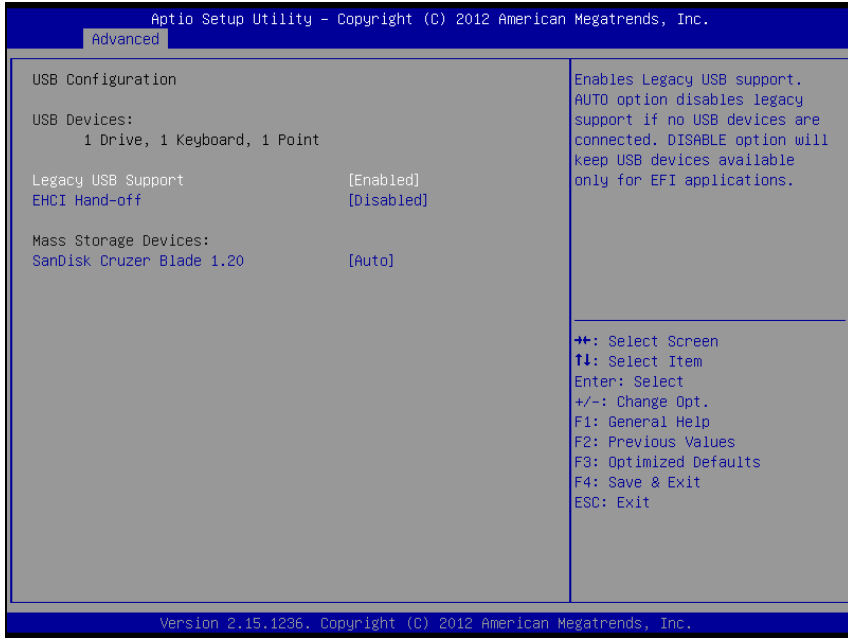 Aptio Setup Utility – Copyright (C) 2012 American Megatrends, Inc.
Advanced
USB Configuration
USB Devices:
1 Drive, 1 Keyboard, 1 Point
Legacy USB Support [Enabled]
EHCI Hand-off [Disabled]
Mass Storage Devices:
SanDisk Cruzer Blade 1.20 [Auto]
Enables Legacy USB support.
AUTO option disables legacy
support if no USB devices are
connected. DISABLE option will
keep USB devices available
only for EFI applications.
→←: Select Screen
↑↓: Select Item
Enter: Select
+/-: Change Opt.
F1: General Help
F2: Previous Values
F3: Optimized Defaults
F4: Save & Exit
ESC: Exit
Version 2.15.1236. Copyright (C) 2012 American Megatrends, Inc.